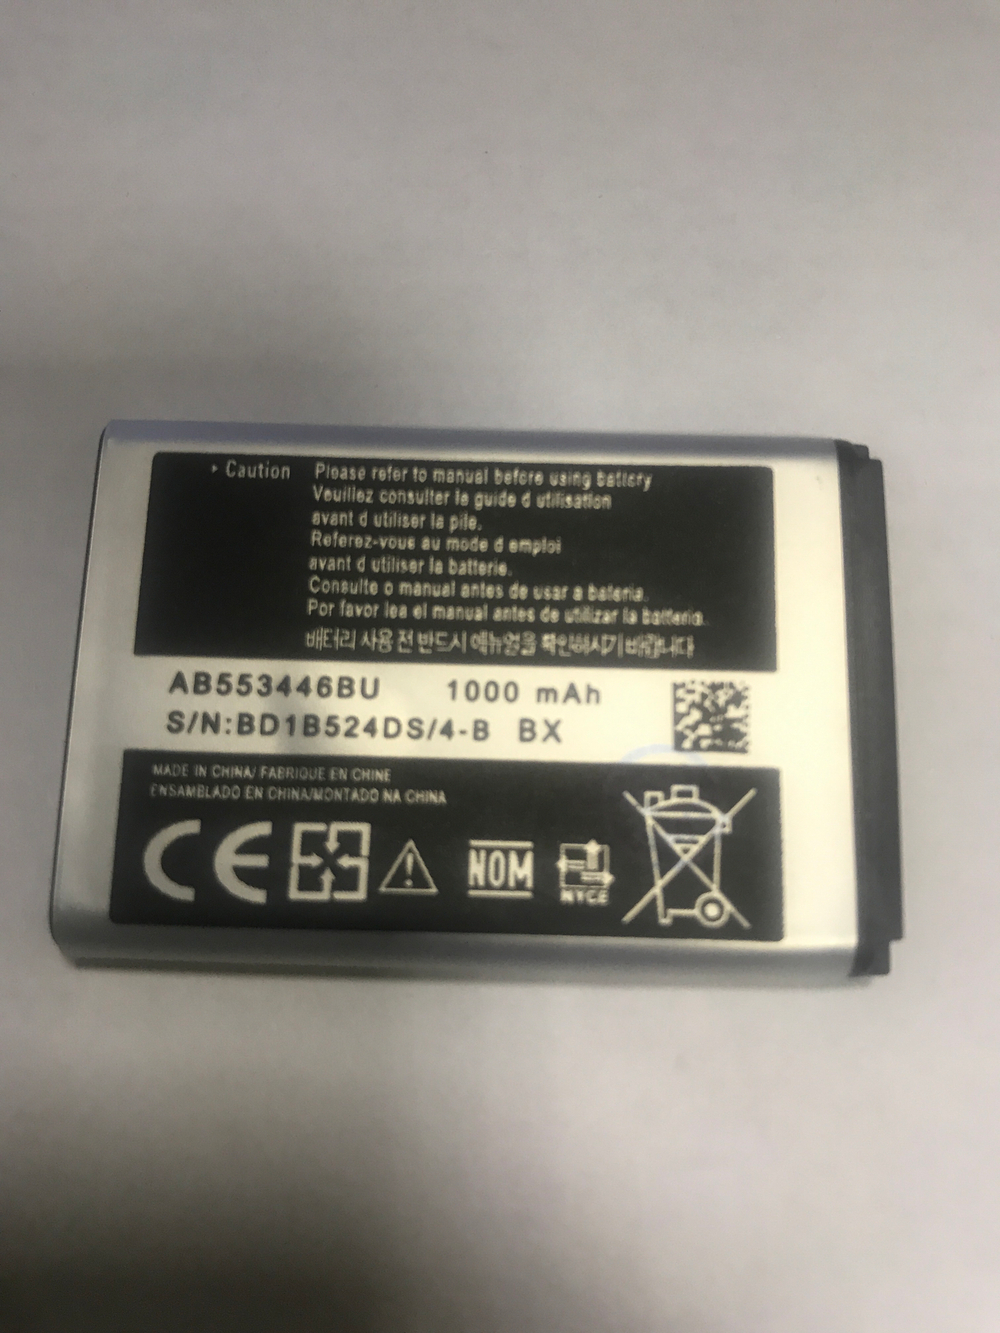 Caution Please refer to manual before using battery
Veuillez consulter le guide d utilisation
avant d utiliser la pile.
Referez-vous au mode d emploi
avant d utiliser la batterie.
Consulte o manual antes de usar a bateria.
Por favor lea el manual antes de utilizar la batteria.
배터리 사용 전 반드시 메뉴얼을 확인하시기 바랍니다
AB553446BU 1000 mAh
S/N:BD1B524DS/4-B BX
MADE IN CHINA/ FABRIQUE EN CHINE
ENSAMBLADO EN CHINA/MONTADO NA CHINA
CE
NOM
NYCE